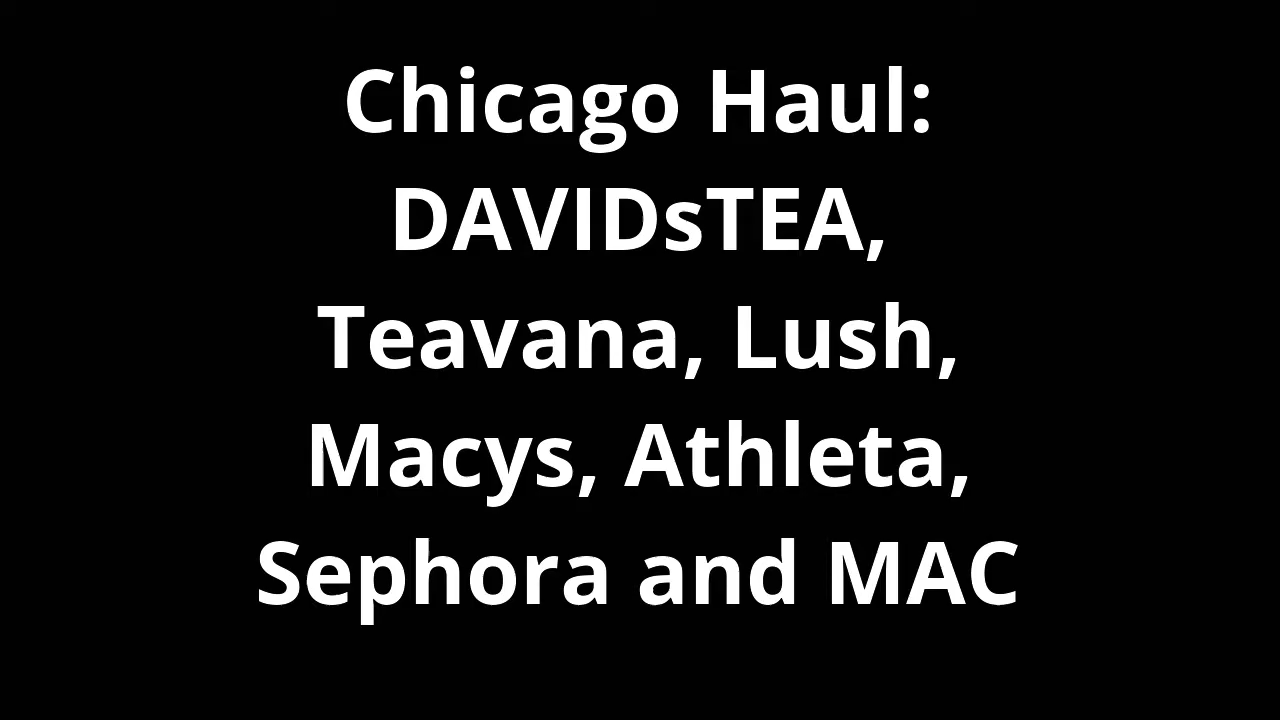 Chicago Haul:
DAVIDsTEA,
Teavana, Lush,
Macys, Athleta,
Sephora and MAC